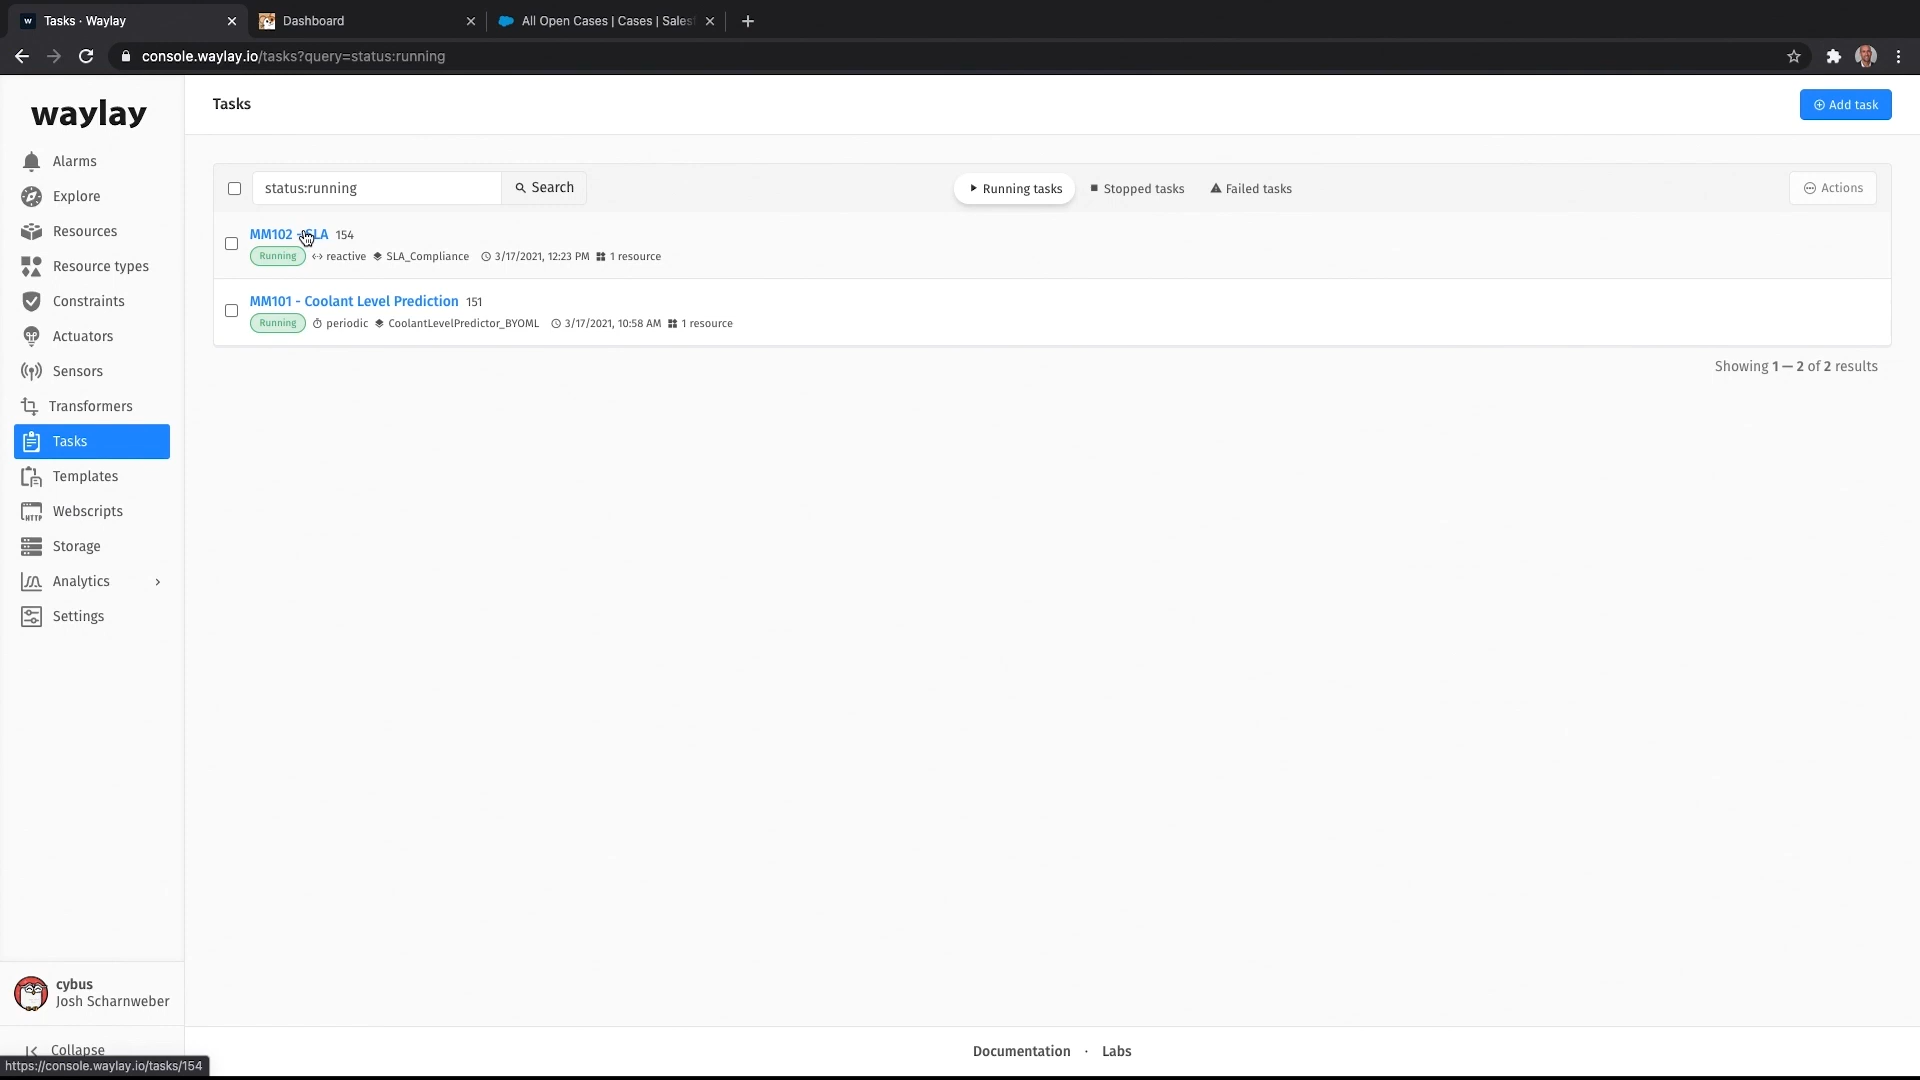 Tasks · Waylay
Dashboard
All Open Cases | Cases | Sales
console.waylay.io/tasks?query=status:running
waylay
Alarms
Explore
Resources
Resource types
Constraints
Actuators
Sensors
Transformers
Tasks
Templates
Webscripts
Storage
Analytics
Settings
cybus
Josh Scharnweber
Collapse
https://console.waylay.io/tasks/154
Tasks
Add task
status:running
Search
Running tasks
Stopped tasks
Failed tasks
Actions
MM102 - SLA 154
Running reactive SLA_Compliance 3/17/2021, 12:23 PM 1 resource
MM101 - Coolant Level Prediction 151
Running periodic CoolantLevelPredictor_BYOML 3/17/2021, 10:58 AM 1 resource
Showing 1 — 2 of 2 results
Documentation · Labs